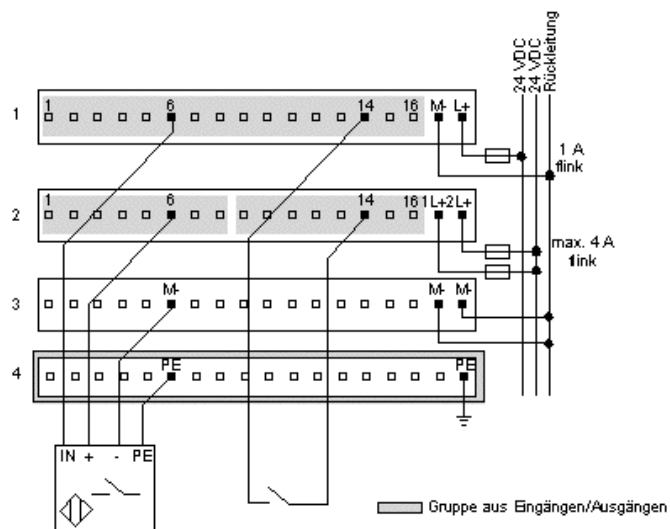 24 VDC
24 VDC
Rückleitung
1
1 6 14 16 M- L+
1 A
flink
2
1 6 14 16 1L+ 2L+
max. 4 A
flink
3
M- M- M-
4
PE PE
IN + - PE
Gruppe aus Eingängen/Ausgängen